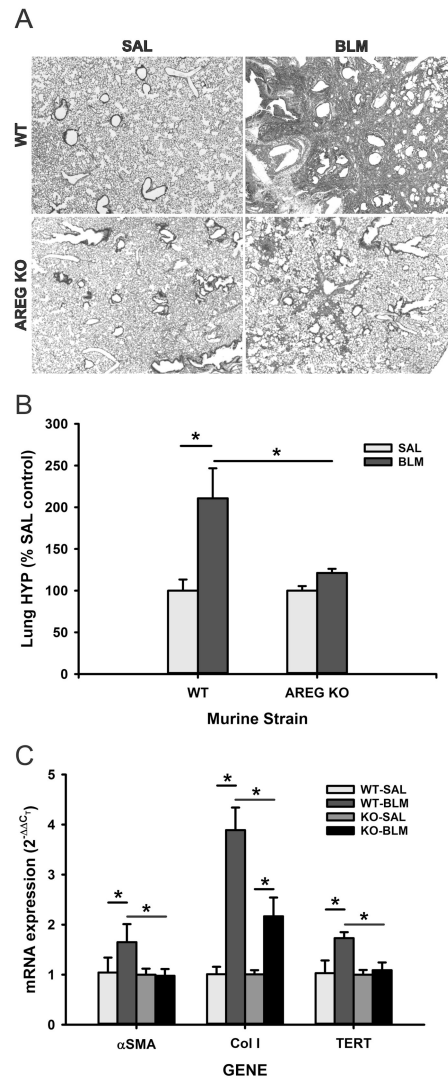 A
SAL
BLM
WT
AREG KO
B
300
250
200
150
100
50
0
Lung HYP (% SAL control)
*
*
SAL
BLM
WT
AREG KO
Murine Strain
C
5
4
3
2
1
0
mRNA expression (2^-ΔΔC_T)
WT-SAL
WT-BLM
KO-SAL
KO-BLM
*
*
*
*
*
*
*
αSMA
Col I
TERT
GENE